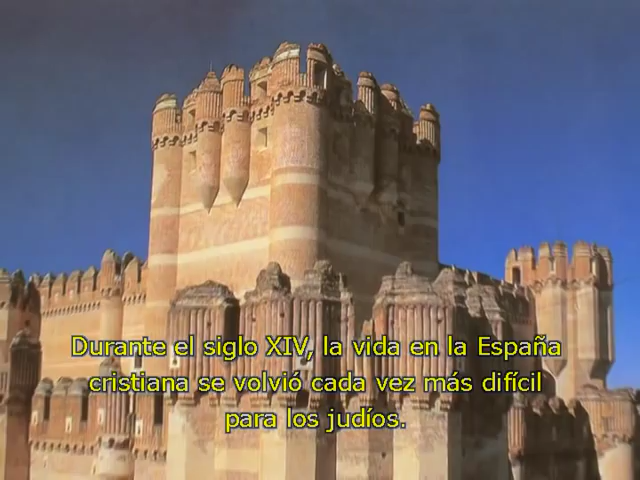 Durante el siglo XIV, la vida en la España
cristiana se volvió cada vez más difícil
para los judíos.